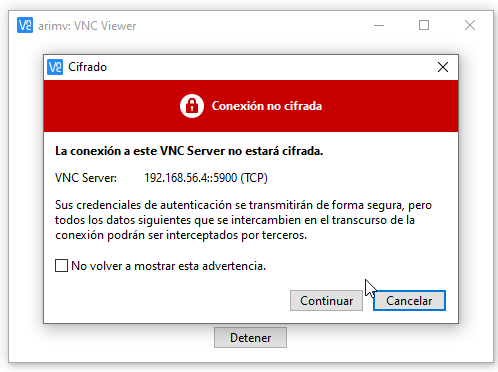 arimv: VNC Viewer
Cifrado
Conexión no cifrada
La conexión a este VNC Server no estará cifrada.
VNC Server: 192.168.56.4::5900 (TCP)
Sus credenciales de autenticación se transmitirán de forma segura, pero
todos los datos siguientes que se intercambien en el transcurso de la
conexión podrán ser interceptados por terceros.
No volver a mostrar esta advertencia.
Continuar Cancelar
Detener